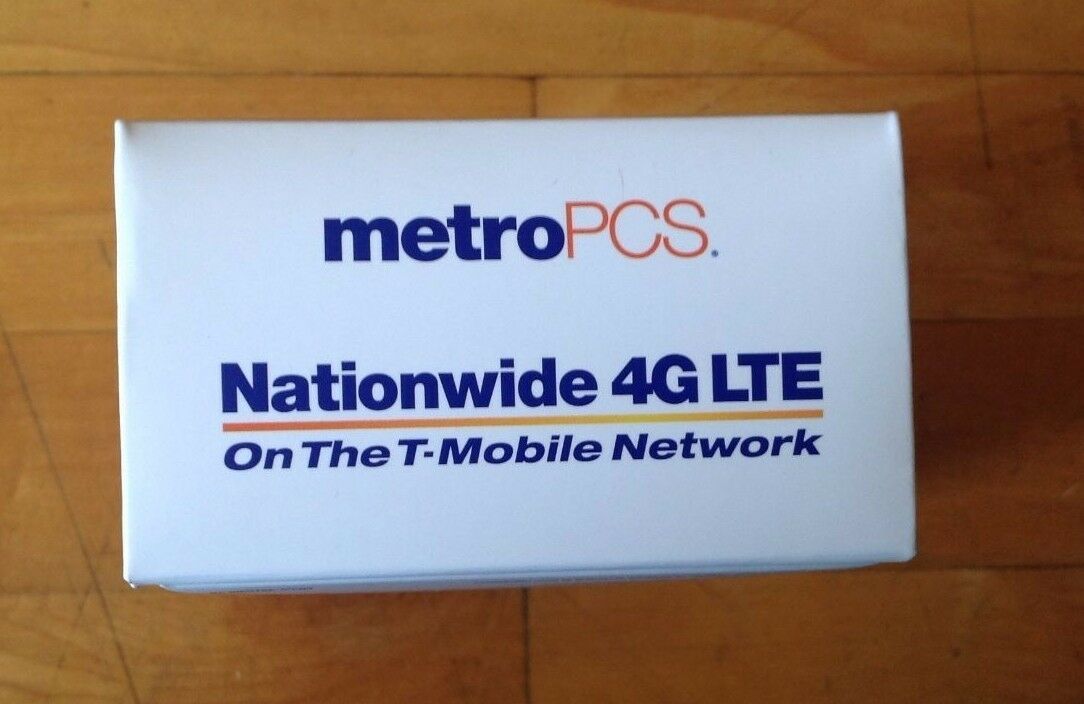 metroPCS.
Nationwide 4G LTE
On The T-Mobile Network